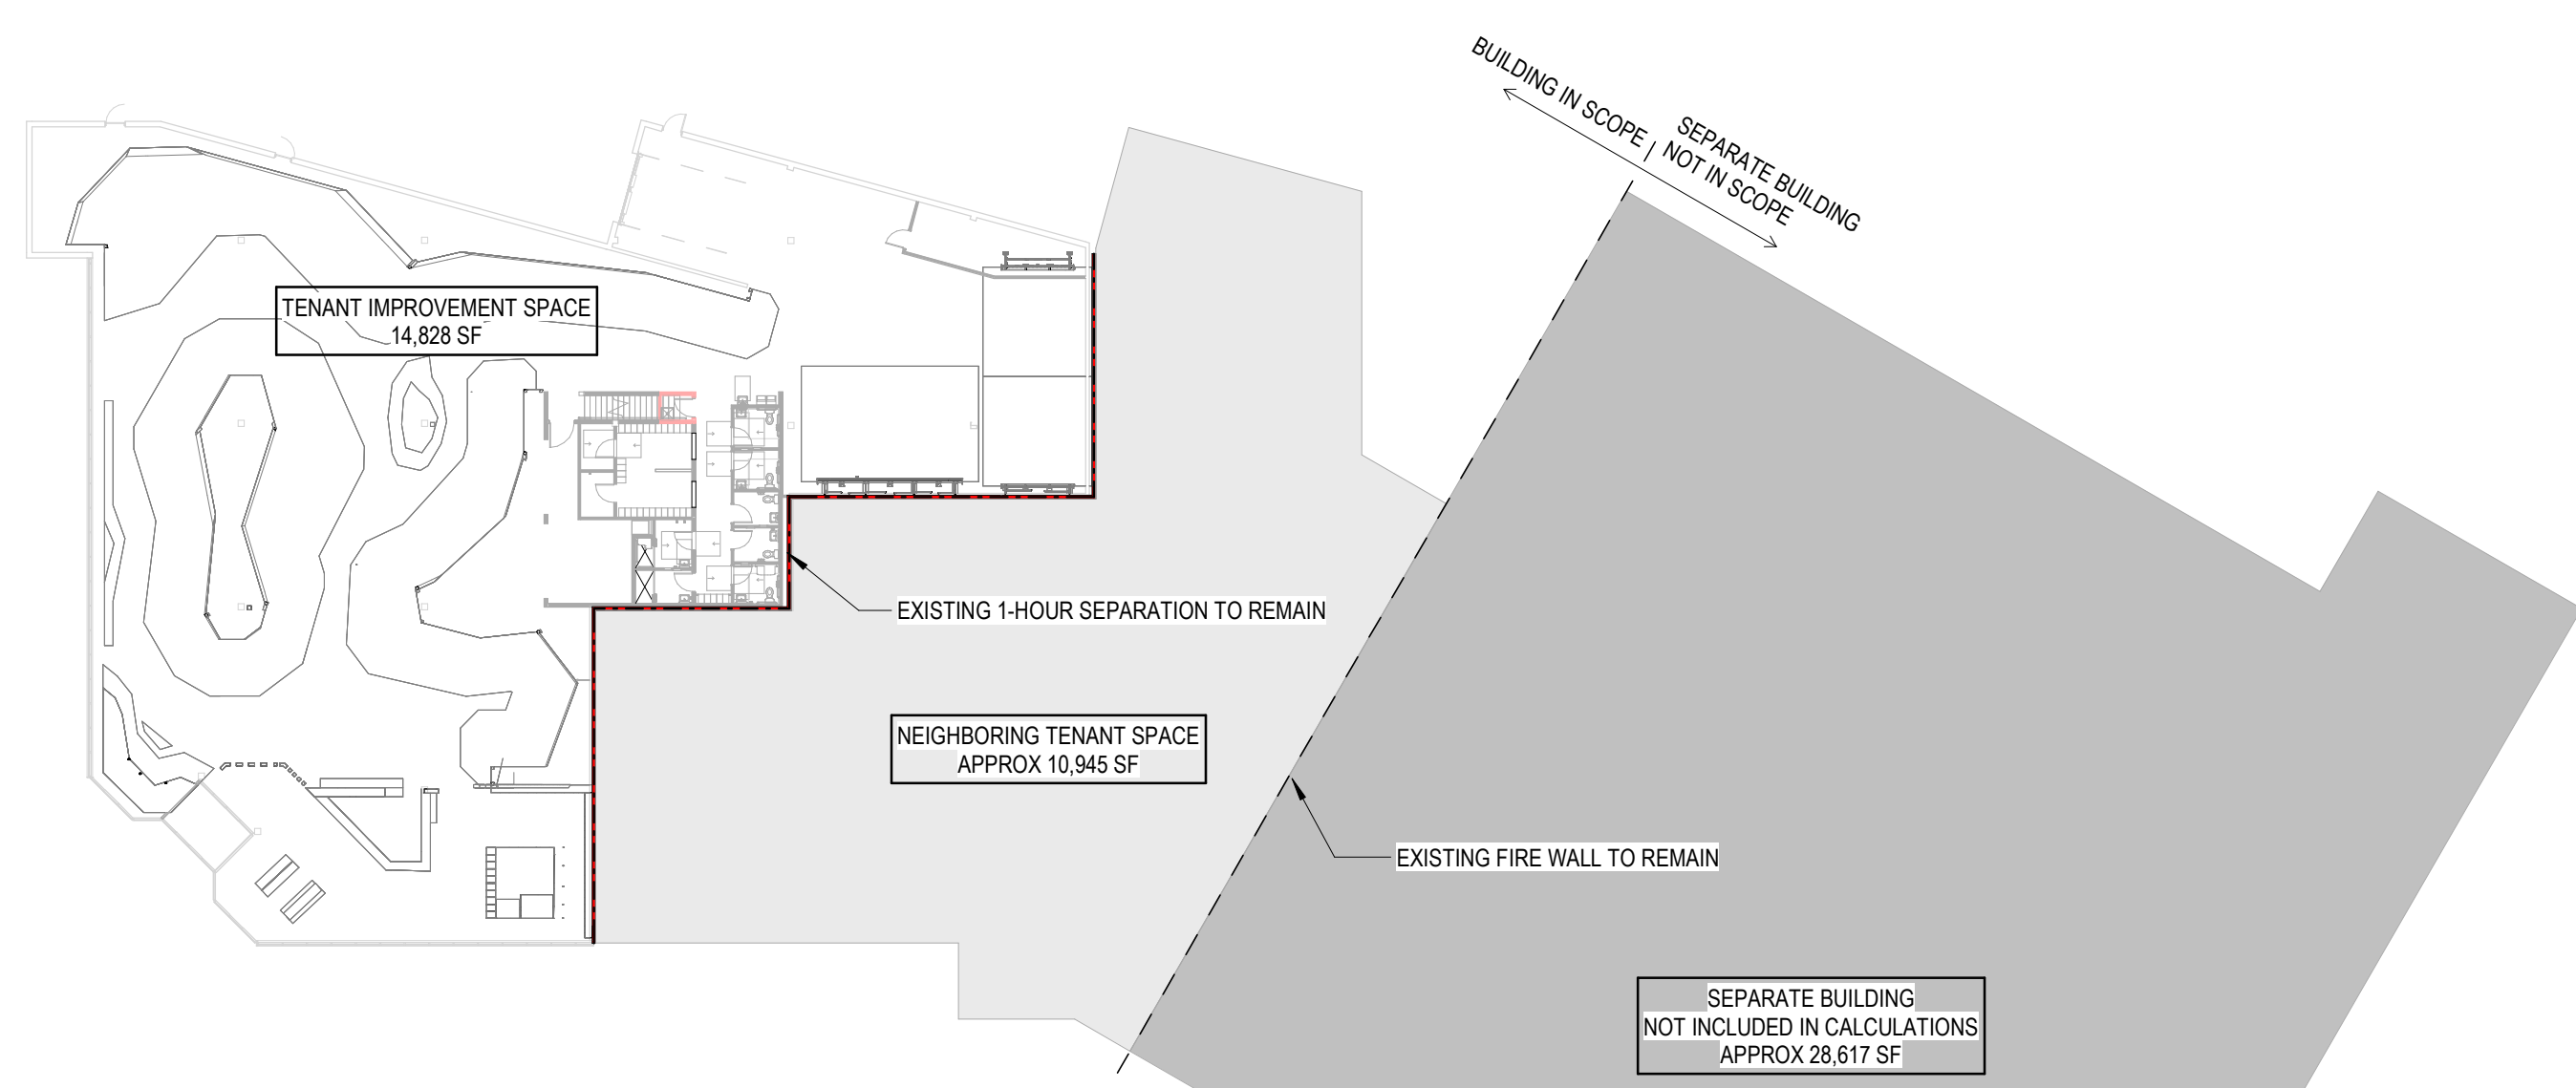 BUILDING IN SCOPE
SEPARATE BUILDING
NOT IN SCOPE
TENANT IMPROVEMENT SPACE
14,828 SF
EXISTING 1-HOUR SEPARATION TO REMAIN
NEIGHBORING TENANT SPACE
APPROX 10,945 SF
EXISTING FIRE WALL TO REMAIN
SEPARATE BUILDING
NOT INCLUDED IN CALCULATIONS
APPROX 28,617 SF